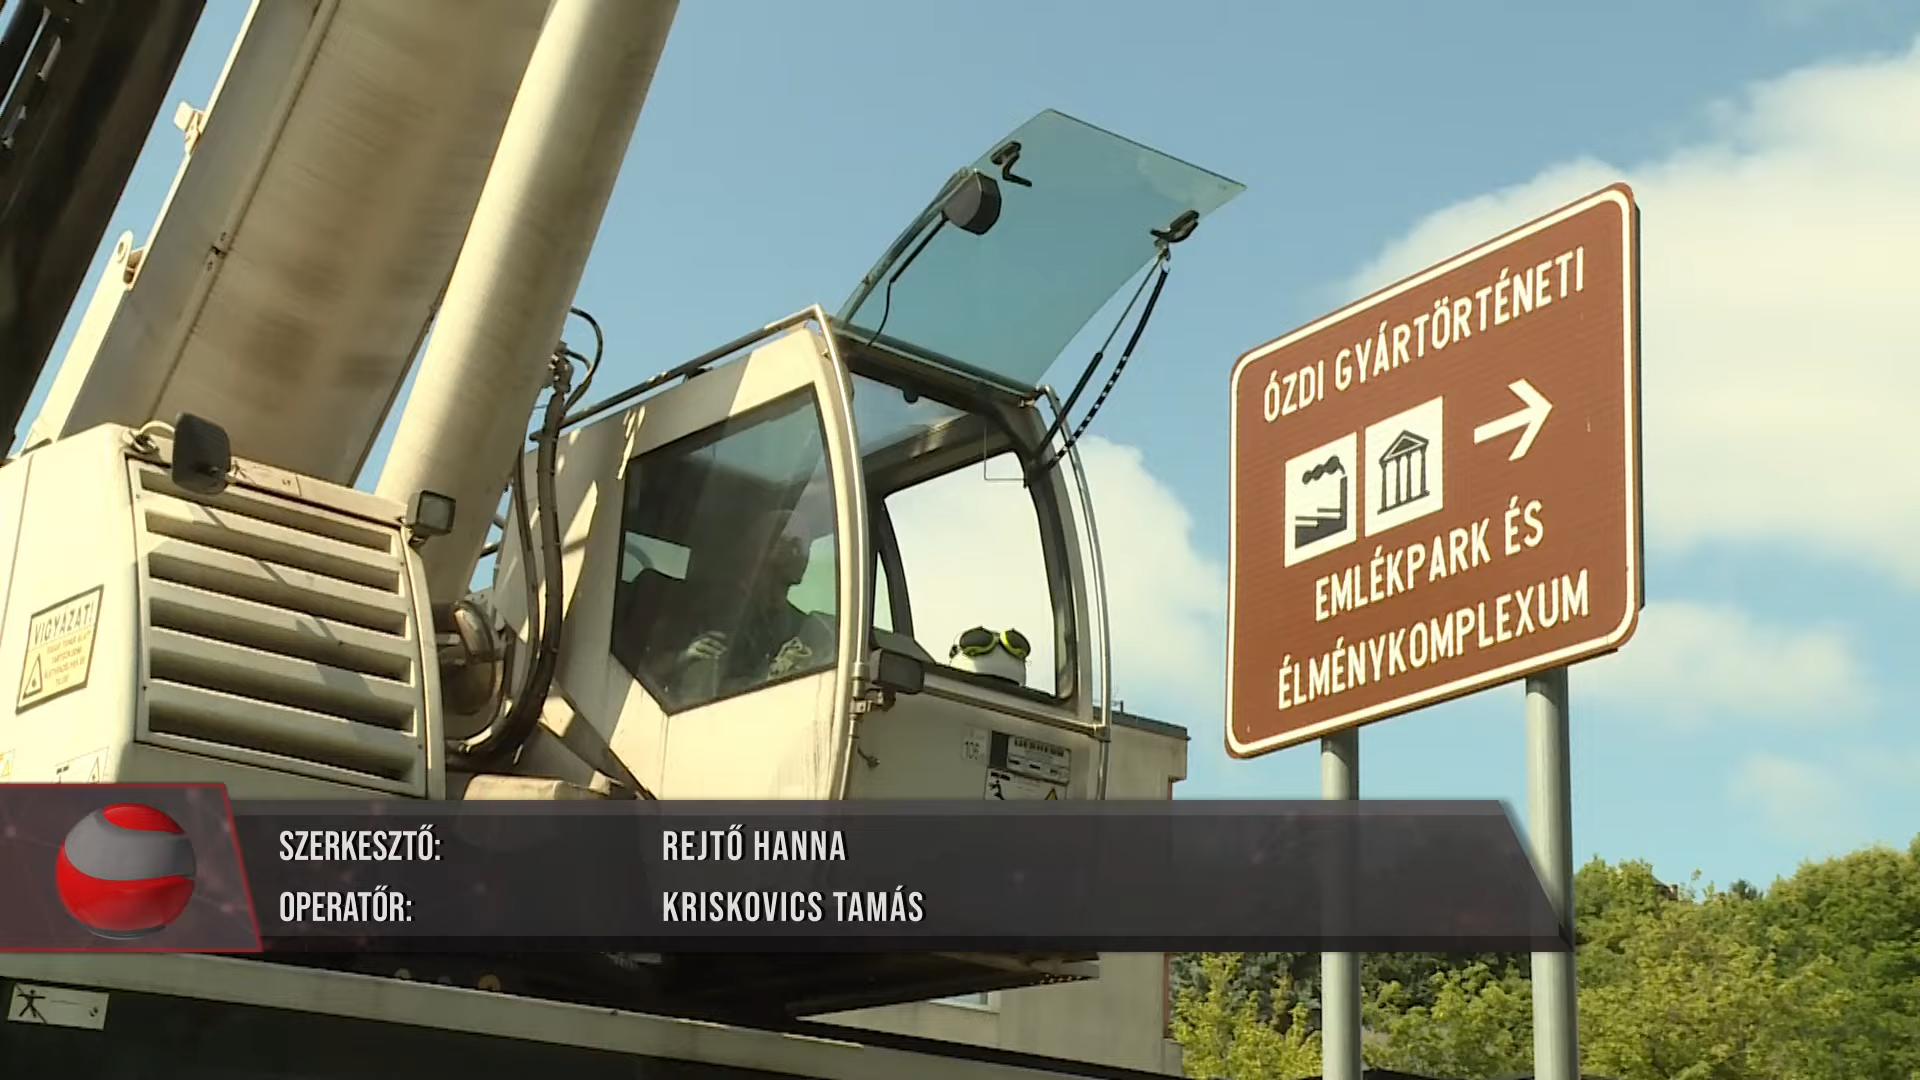 ÓZDI GYÁRTÖRTÉNETI
EMLÉKPARK ÉS
ÉLMÉNYKOMPLEXUM
VIGYÁZAT!
SZERKESZTŐ: REJTŐ HANNA
OPERATŐR: KRISKOVICS TAMÁS